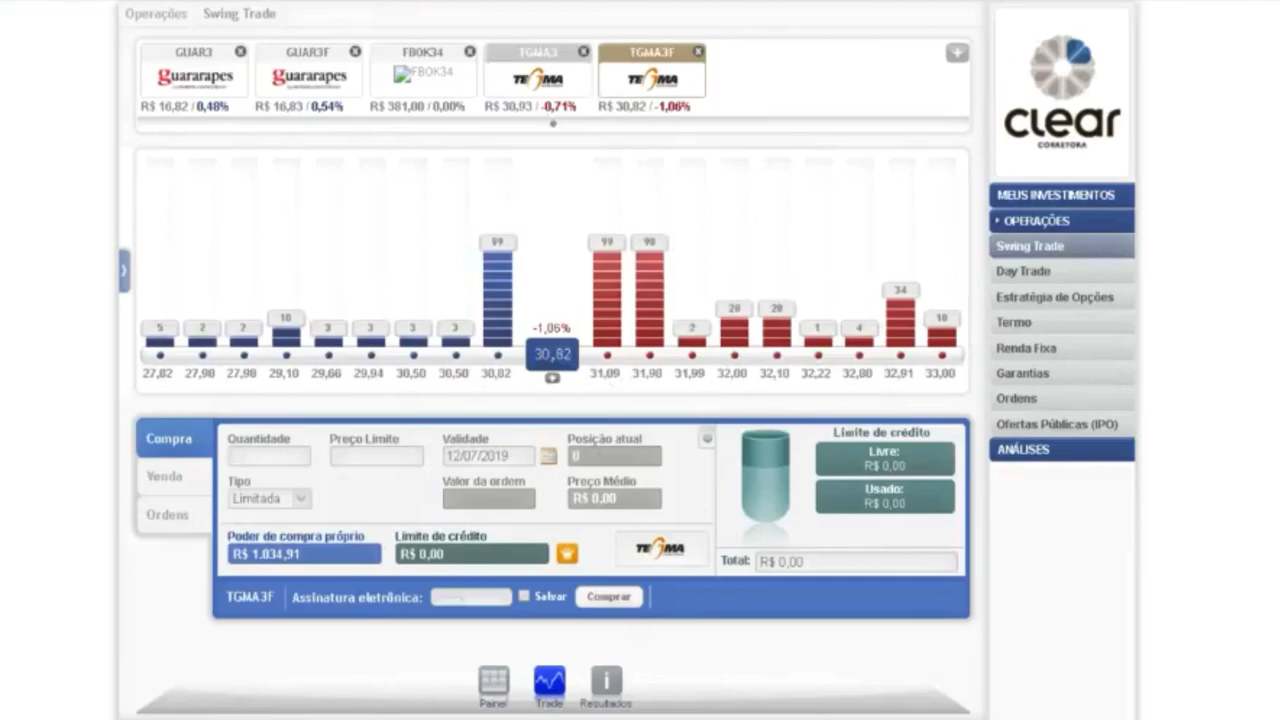 Operações Swing Trade
GUAR3 GUAR3F FBOK34 TGMA3 TGMA3F
guararapes guararapes FBOK34 TEGMA TEGMA
R$ 16,82 / 0,48% R$ 16,83 / 0,54% R$ 381,00 / 0,00% R$ 30,93 / -0,71% R$ 30,82 / -1,06%
clear
CORRETORA
MEUS INVESTIMENTOS
OPERAÇÕES
Swing Trade
Day Trade
Estratégia de Opções
Termo
Renda Fixa
Garantias
Ordens
Ofertas Públicas (IPO)
ANÁLISES
5 2 2 10 3 3 3 3 99 99 98 2 20 20 1 4 34 10
-1,06%
30,82
27,82 27,98 27,98 29,10 29,66 29,94 30,50 30,50 30,82 31,09 31,90 31,99 32,00 32,10 32,22 32,80 32,91 33,00
Compra
Venda
Ordens
Quantidade Preço Limite Validade Posição atual
12/07/2019 0
Tipo Valor da ordem Preço Médio
Limitada R$ 0,00
Poder de compra próprio Limite de crédito
R$ 1.034,91 R$ 0,00 TEGMA
Limite de crédito
Livre:
R$ 0,00
Usado:
R$ 0,00
Total: R$ 0,00
TGMA3F Assinatura eletrônica: Salvar Comprar
Painel Trade Resultados